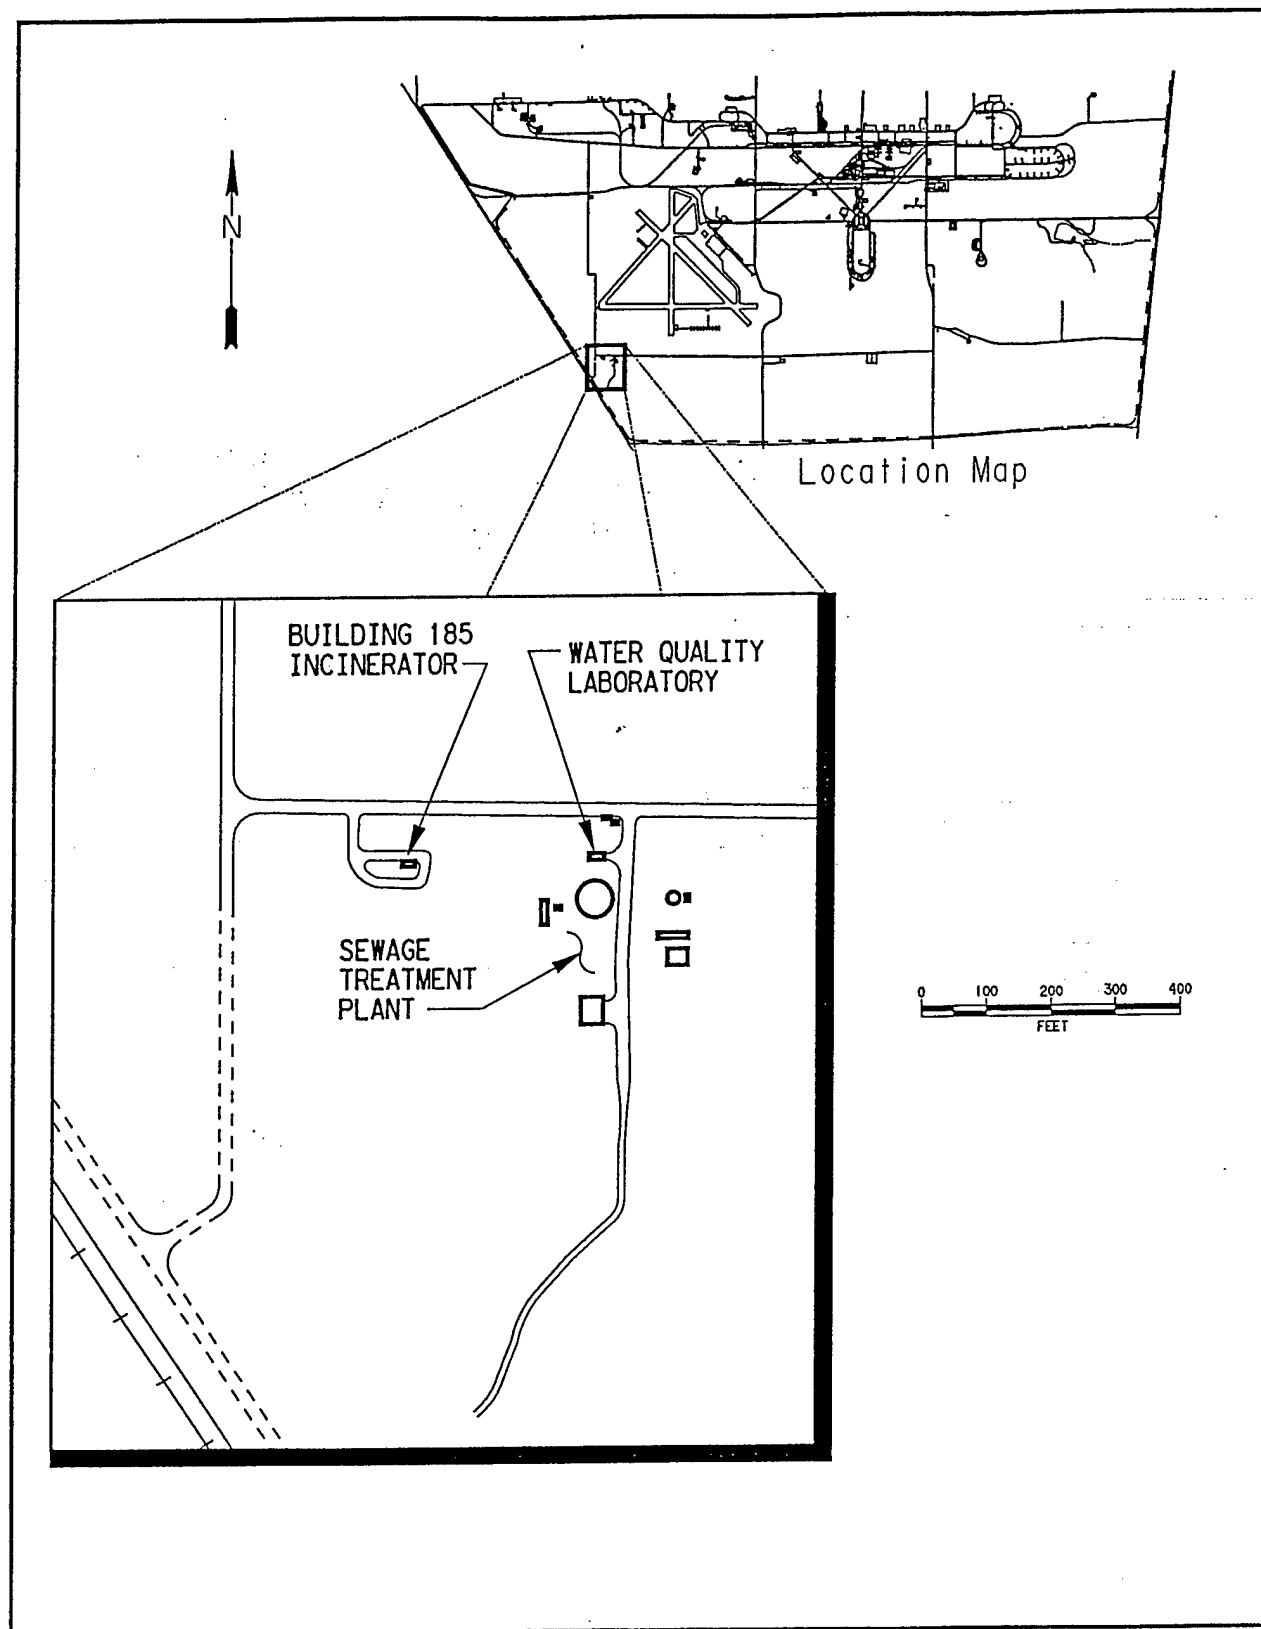 N
Location Map
BUILDING 185
INCINERATOR
WATER QUALITY
LABORATORY
SEWAGE
TREATMENT
PLANT
0 100 200 300 400
FEET